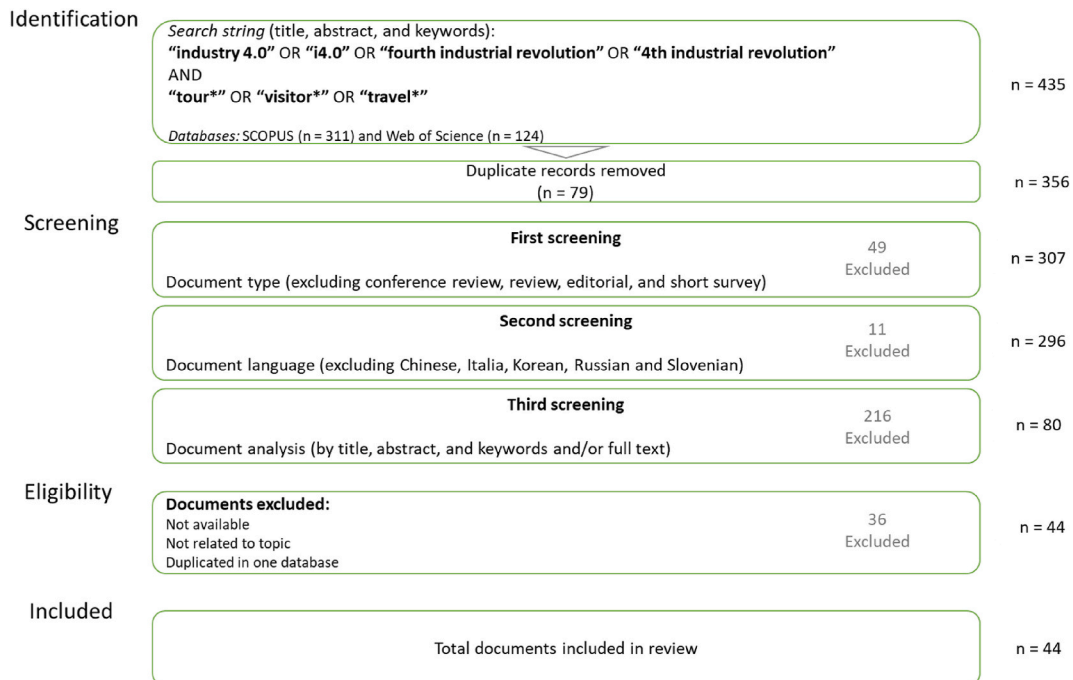 Identification
Search string (title, abstract, and keywords):
“industry 4.0” OR “i4.0” OR “fourth industrial revolution” OR “4th industrial revolution”
AND
“tour*” OR “visitor*” OR “travel*”
Databases: SCOPUS (n = 311) and Web of Science (n = 124)
n = 435
Duplicate records removed
(n = 79)
n = 356
Screening
First screening
49
Excluded
Document type (excluding conference review, review, editorial, and short survey)
n = 307
Second screening
11
Excluded
Document language (excluding Chinese, Italia, Korean, Russian and Slovenian)
n = 296
Third screening
216
Excluded
Document analysis (by title, abstract, and keywords and/or full text)
n = 80
Eligibility
Documents excluded:
Not available
Not related to topic
Duplicated in one database
36
Excluded
n = 44
Included
Total documents included in review
n = 44